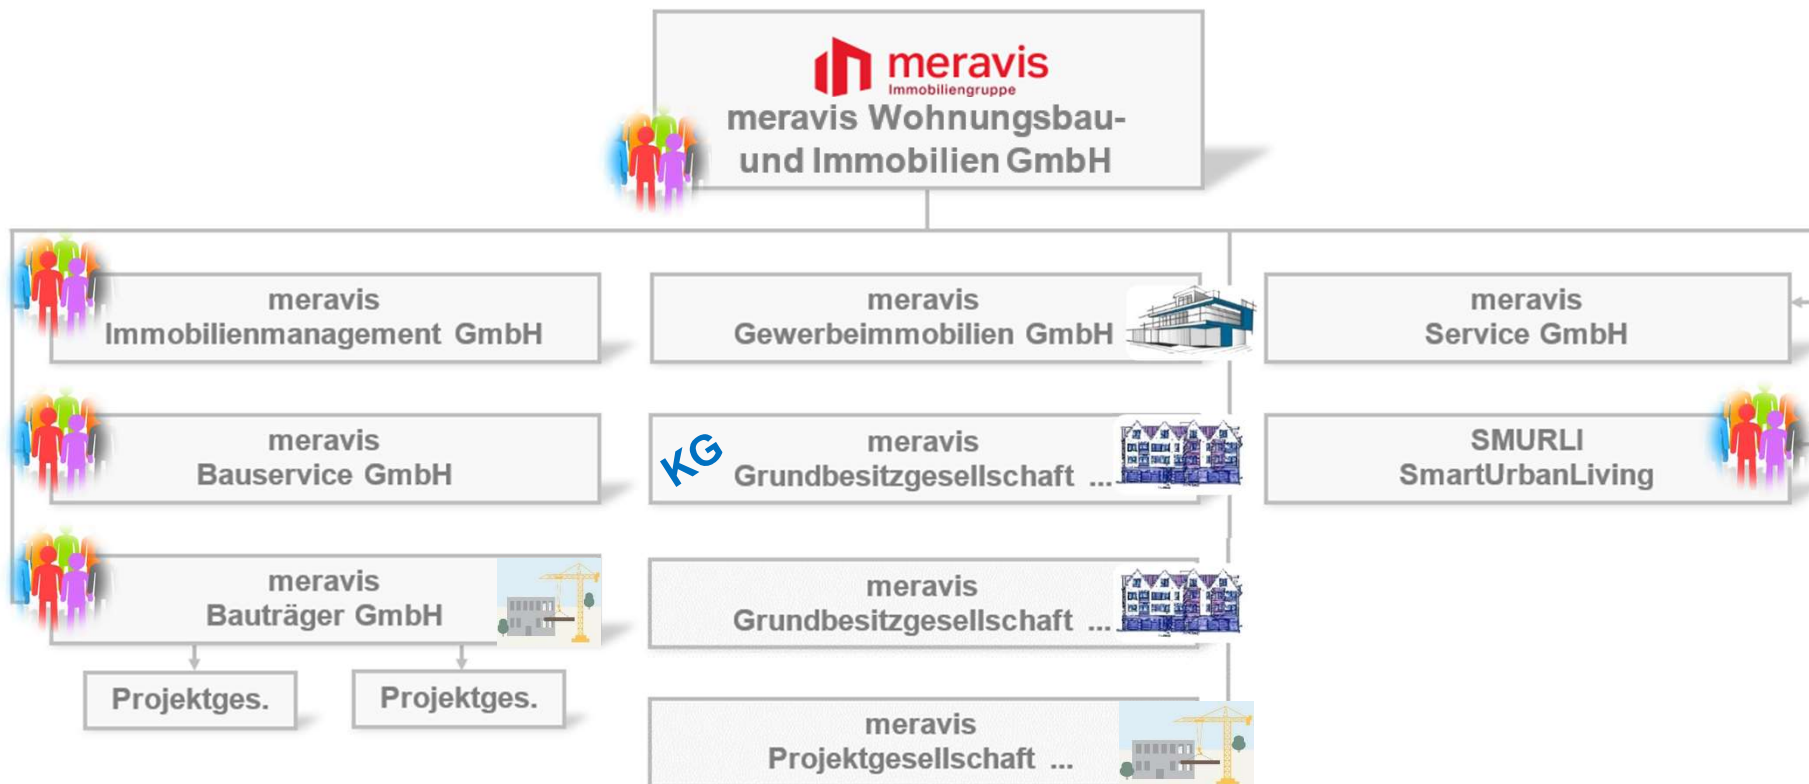 meravis
Immobiliengruppe
meravis Wohnungsbau-
und Immobilien GmbH
meravis
Immobilienmanagement GmbH
meravis
Gewerbeimmobilien GmbH
meravis
Service GmbH
meravis
Bauservice GmbH
KG
meravis
Grundbesitzgesellschaft ...
SMURLI
SmartUrbanLiving
meravis
Bauträger GmbH
meravis
Grundbesitzgesellschaft ...
Projektges.
Projektges.
meravis
Projektgesellschaft ...